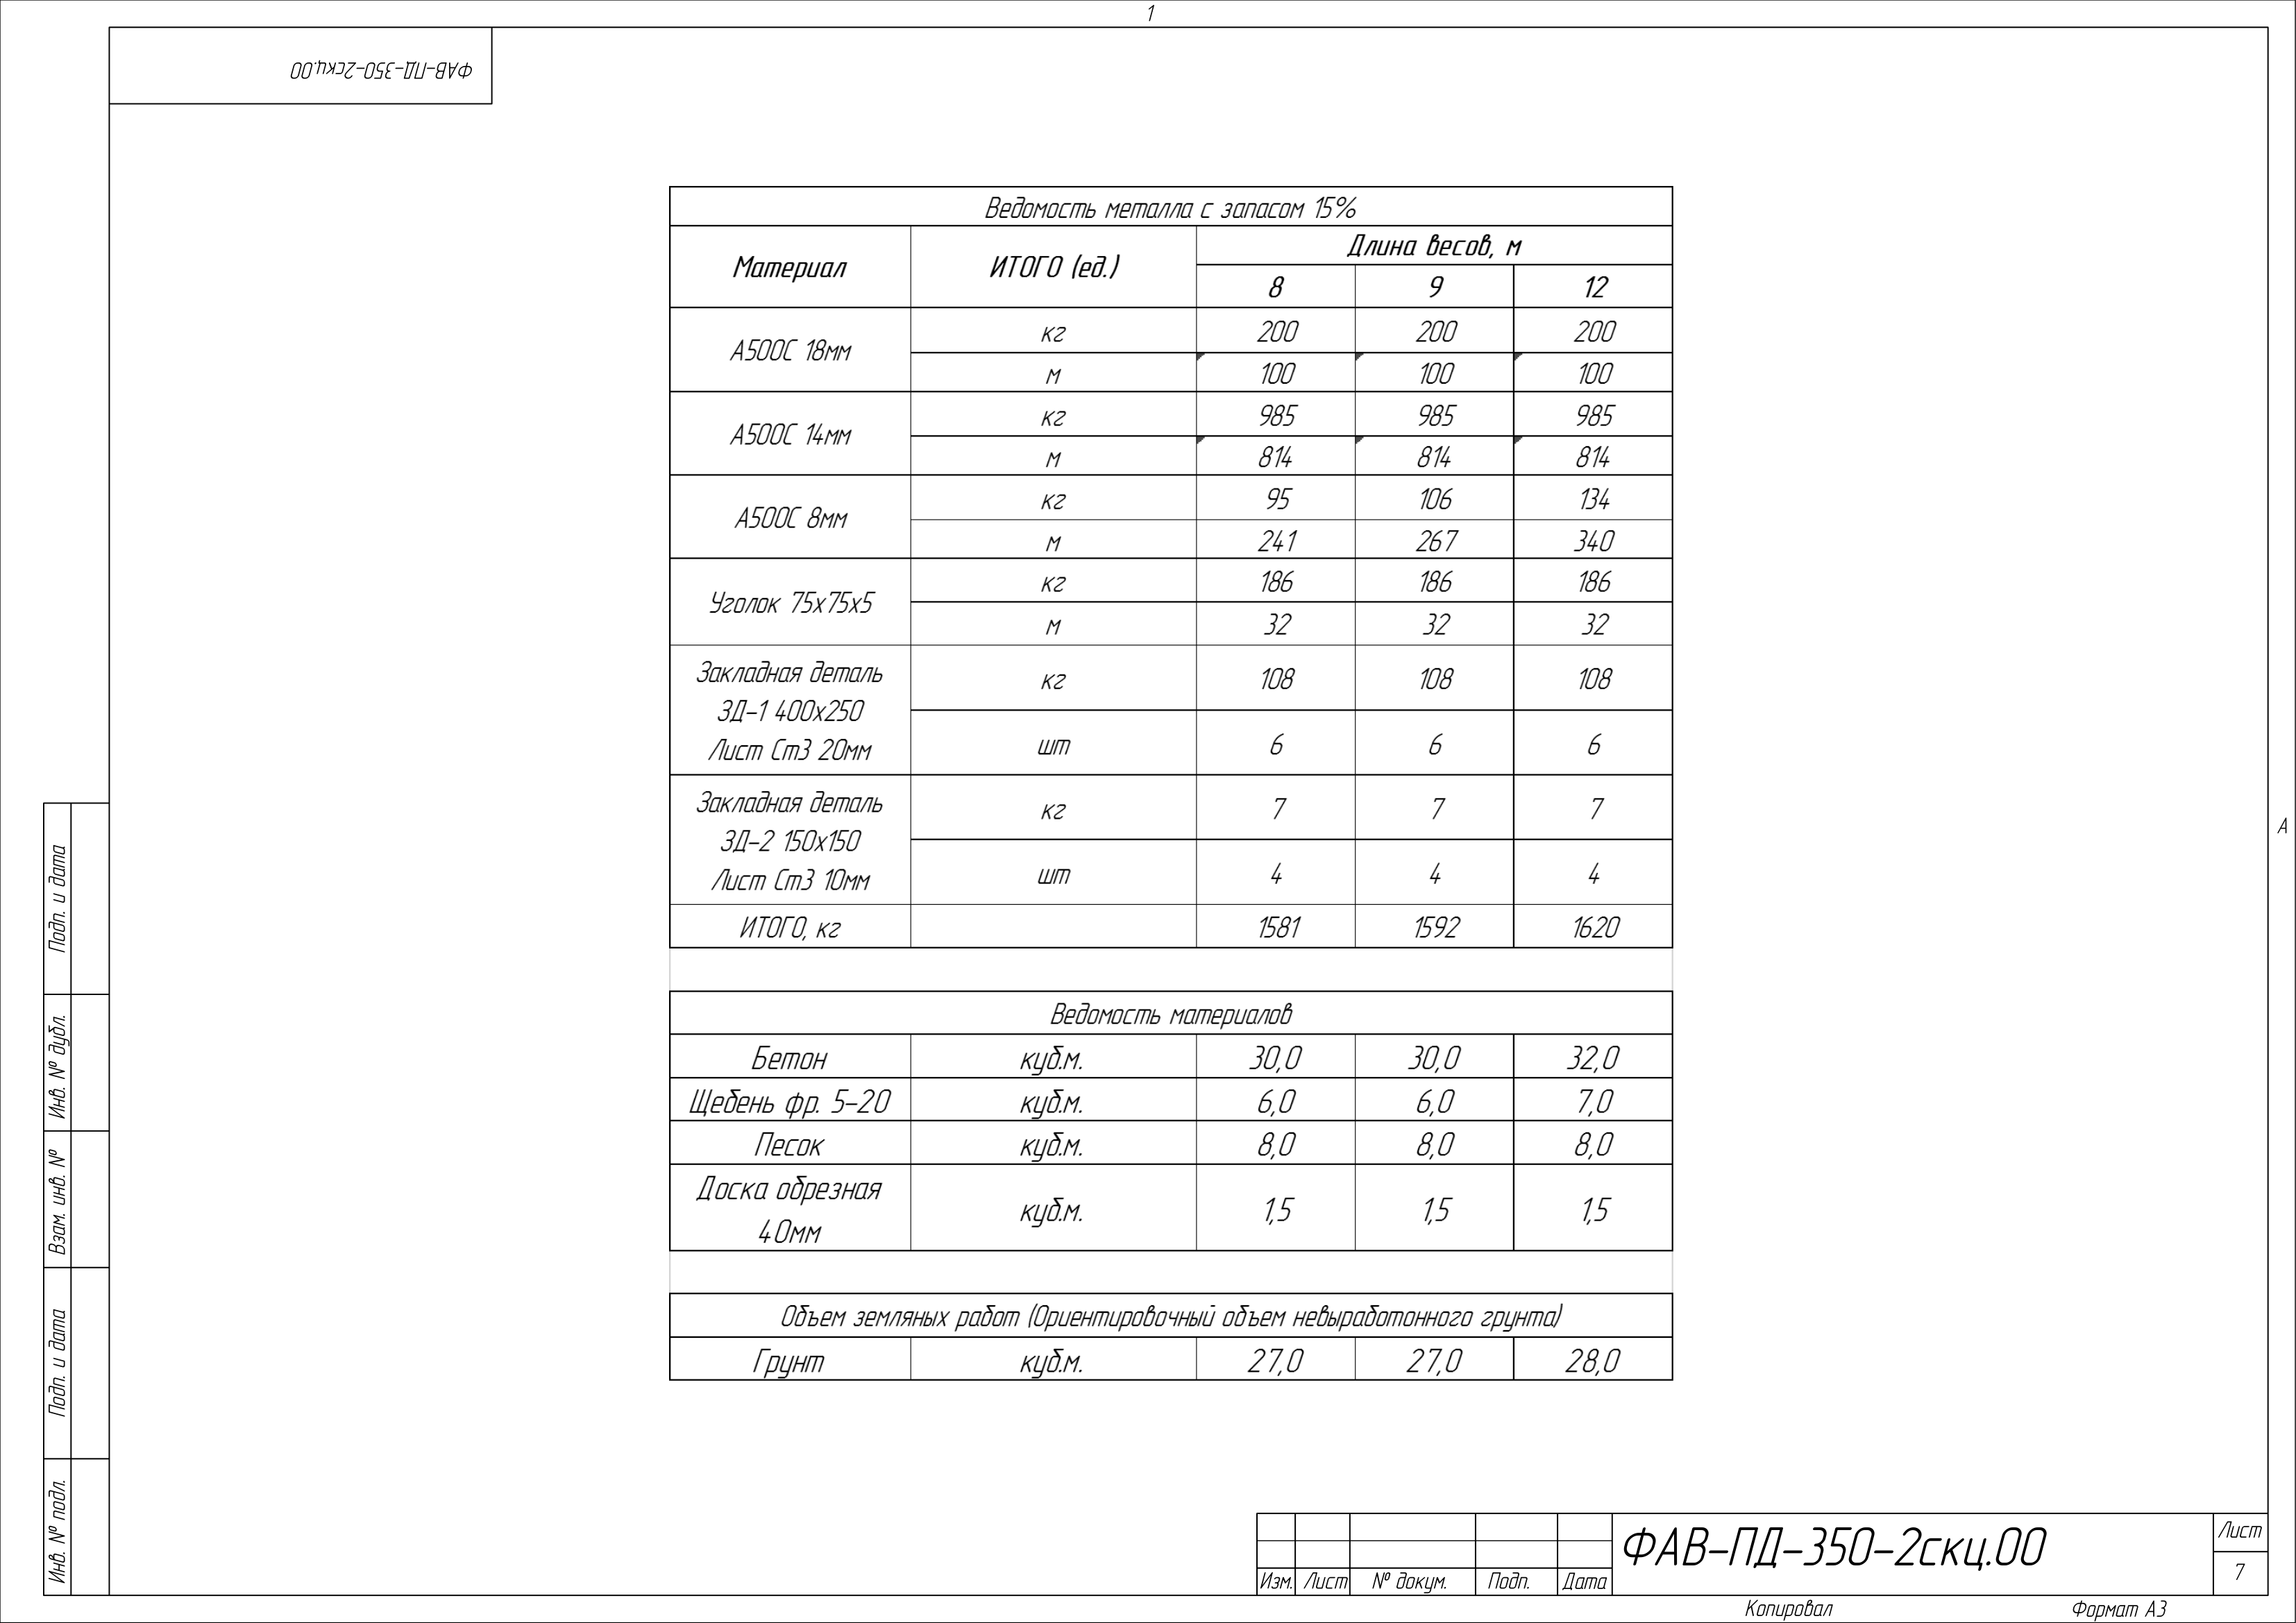 1
ФАВ-ПД-350-2скц.00
Ведомость металла с запасом 15%
Материал ИТОГО (ед.) Длина весов, м
8 9 12
А500С 18мм кг 200 200 200
м 100 100 100
А500С 14мм кг 985 985 985
м 814 814 814
А500С 8мм кг 95 106 134
м 241 267 340
Уголок 75х75х5 кг 186 186 186
м 32 32 32
Закладная деталь
ЗД-1 400х250
Лист Ст3 20мм
кг 108 108 108
шт 6 6 6
Закладная деталь
ЗД-2 150х150
Лист Ст3 10мм
кг 7 7 7
шт 4 4 4
ИТОГО, кг 1581 1592 1620
Ведомость материалов
Бетон куб.м. 30,0 30,0 32,0
Щебень фр. 5-20 куб.м. 6,0 6,0 7,0
Песок куб.м. 8,0 8,0 8,0
Доска обрезная
40мм
куб.м. 1,5 1,5 1,5
Объем земляных работ (Ориентировочный объем невыработонного грунта)
Грунт куб.м. 27,0 27,0 28,0
А
Подп. и дата
Инв. № дубл.
Взам. инв. №
Подп. и дата
Инв. № подл.
Изм. Лист № докум. Подп. Дата
ФАВ-ПД-350-2скц.00
Лист
7
Копировал Формат А3